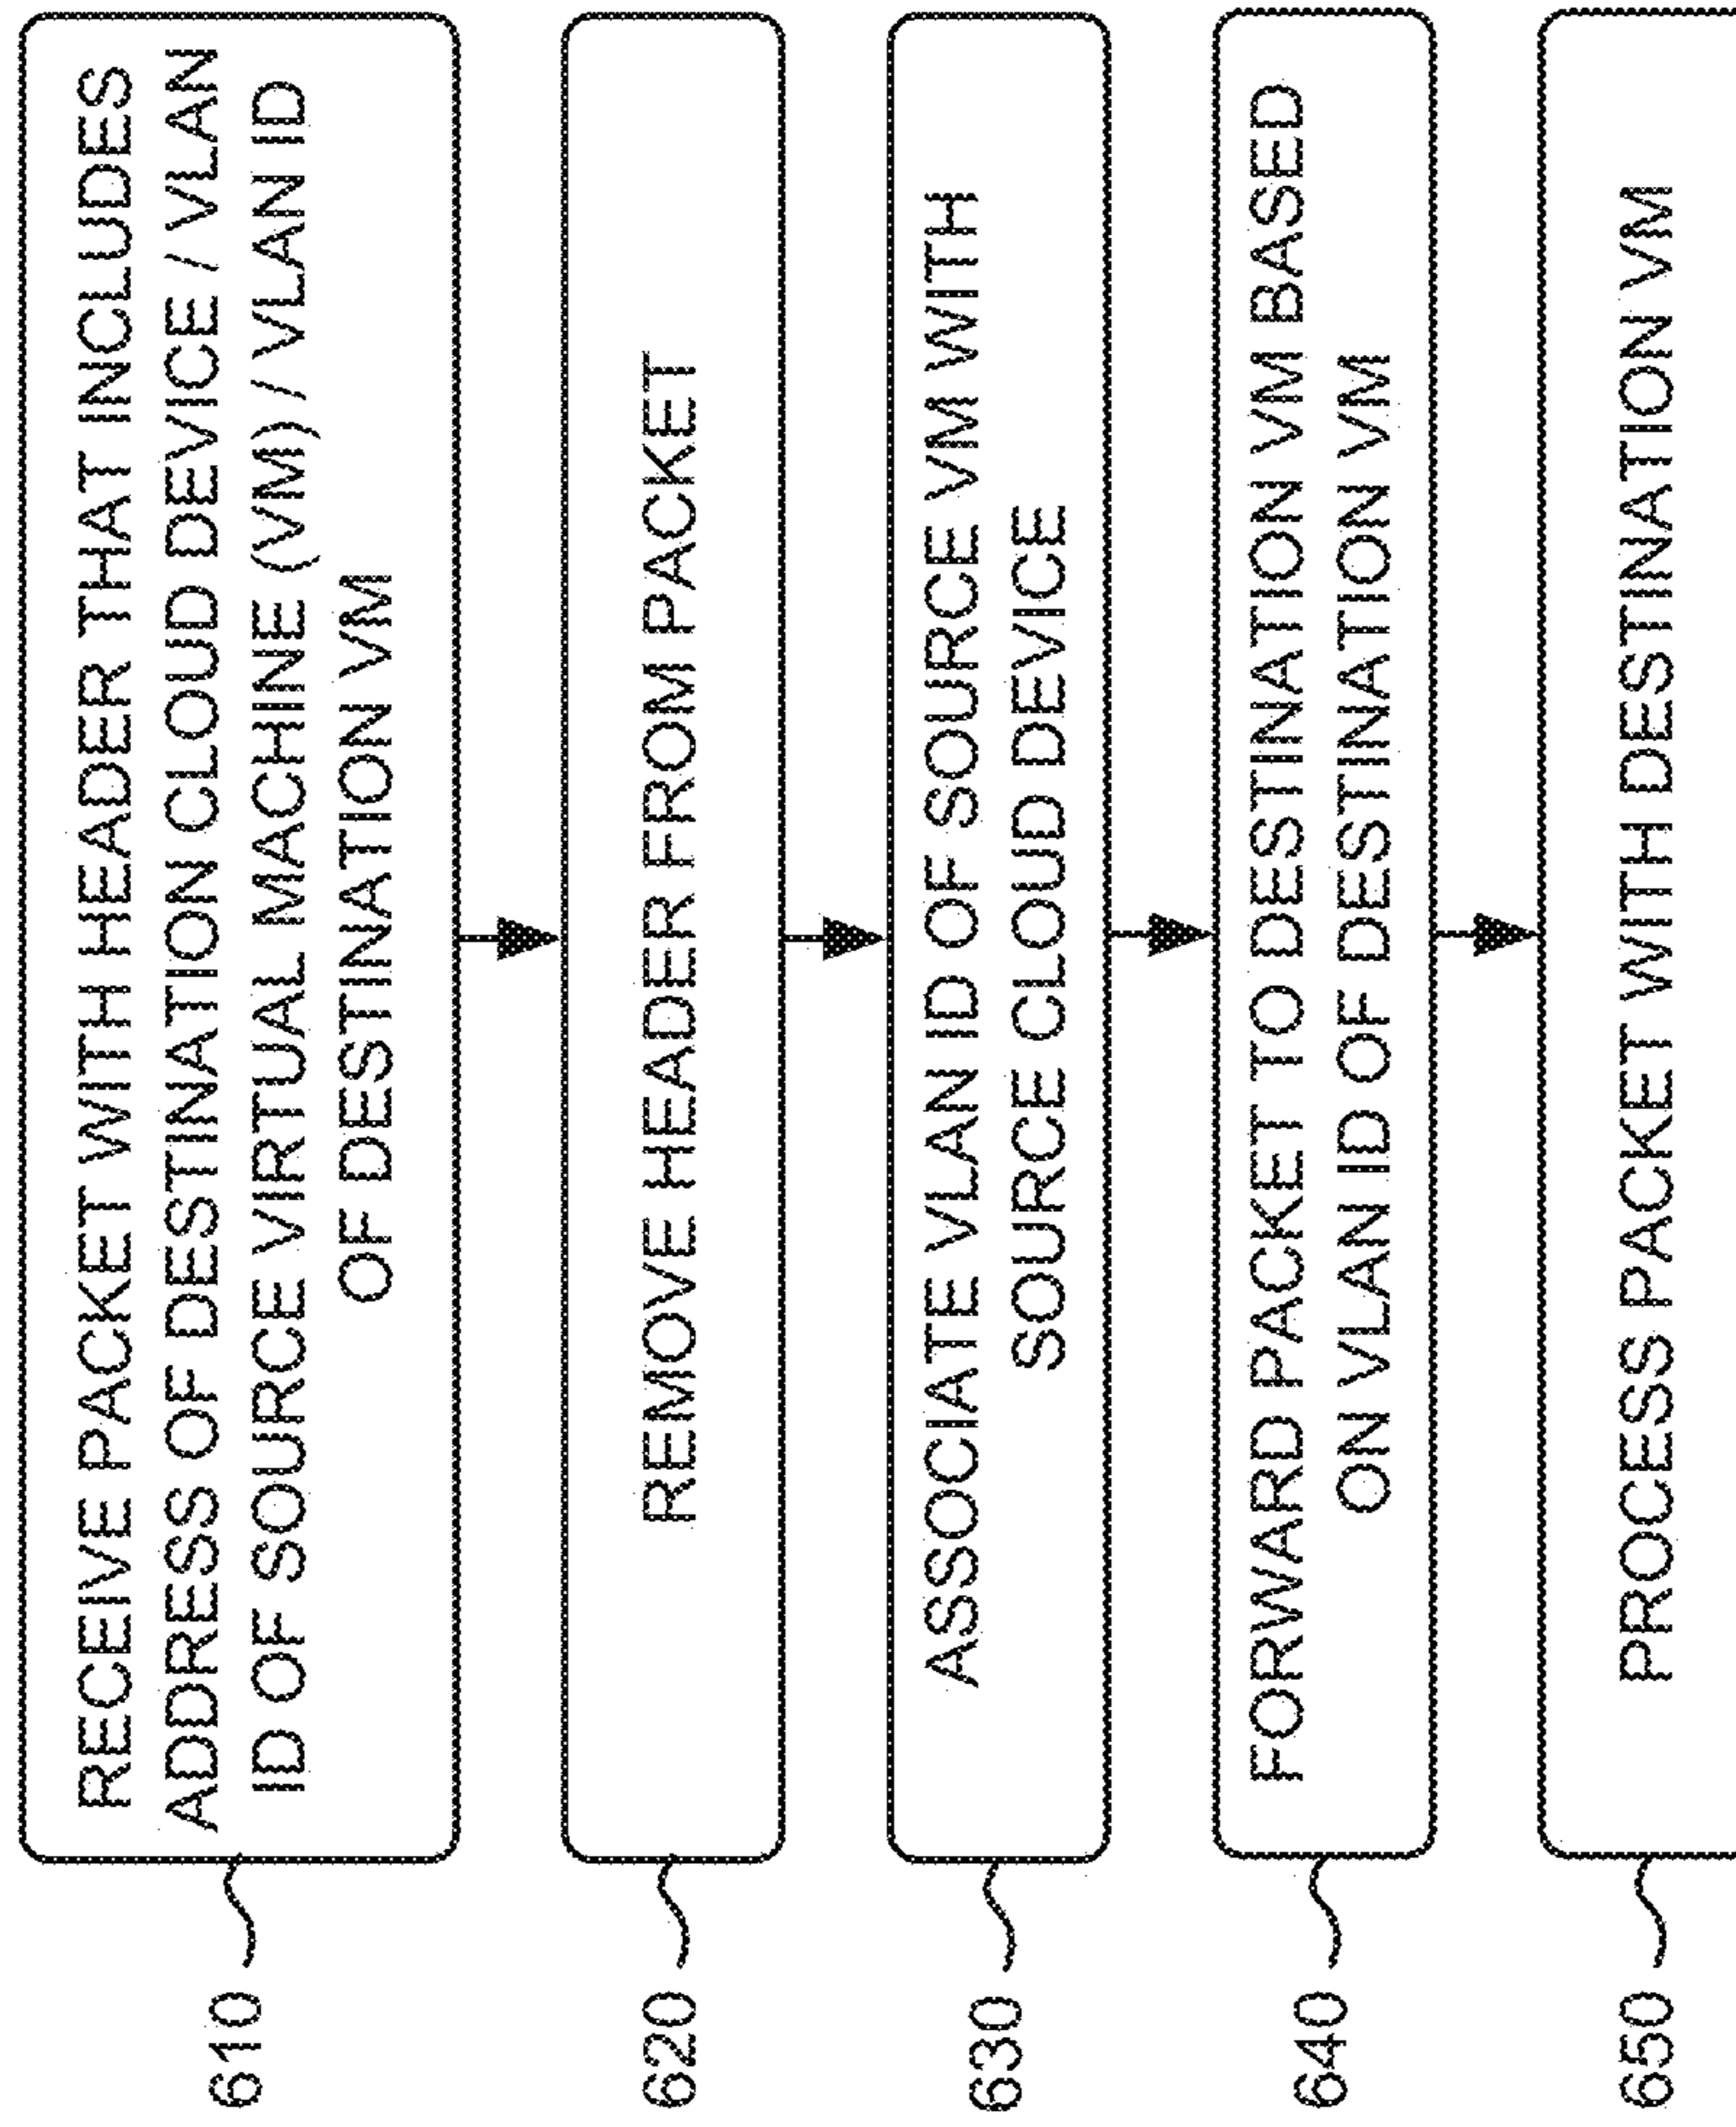 RECEIVE PACKET WITH HEADER THAT INCLUDES
ADDRESS OF DESTINATION CLOUD DEVICE / VLAN
ID OF SOURCE VIRTUAL MACHINE (VM) / VLAN ID
OF DESTINATION VM
610
REMOVE HEADER FROM PACKET
620
ASSOCIATE VLAN ID OF SOURCE VM WITH
SOURCE CLOUD DEVICE
630
FORWARD PACKET TO DESTINATION VM BASED
ON VLAN ID OF DESTINATION VM
640
PROCESS PACKET WITH DESTINATION VM
650